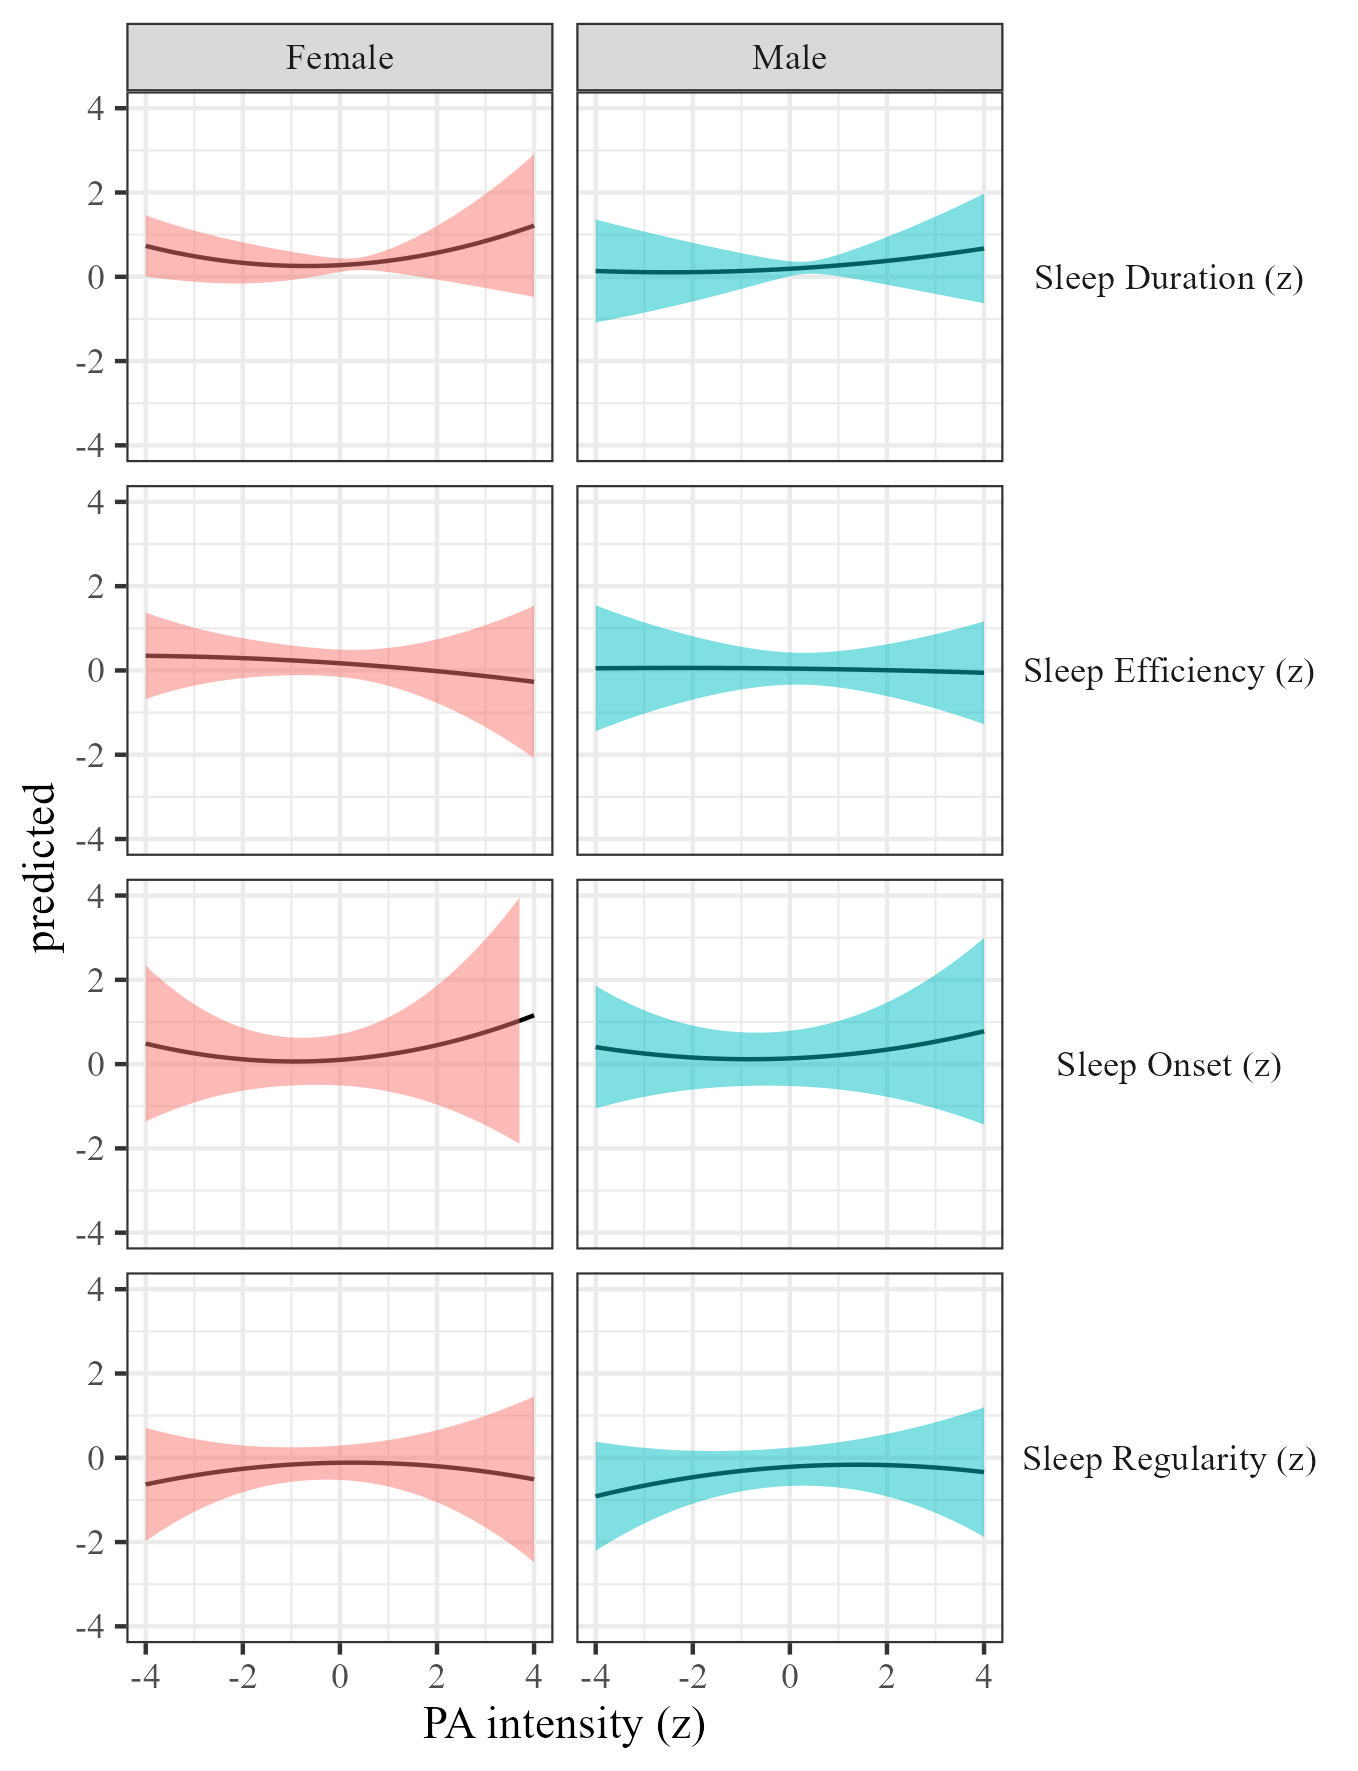 Female Male
4
2
0
-2
-4
Sleep Duration (z)
4
2
0
-2
-4
Sleep Efficiency (z)
predicted
4
2
0
-2
-4
Sleep Onset (z)
4
2
0
-2
-4
Sleep Regularity (z)
-4 -2 0 2 4 -4 -2 0 2 4
PA intensity (z)